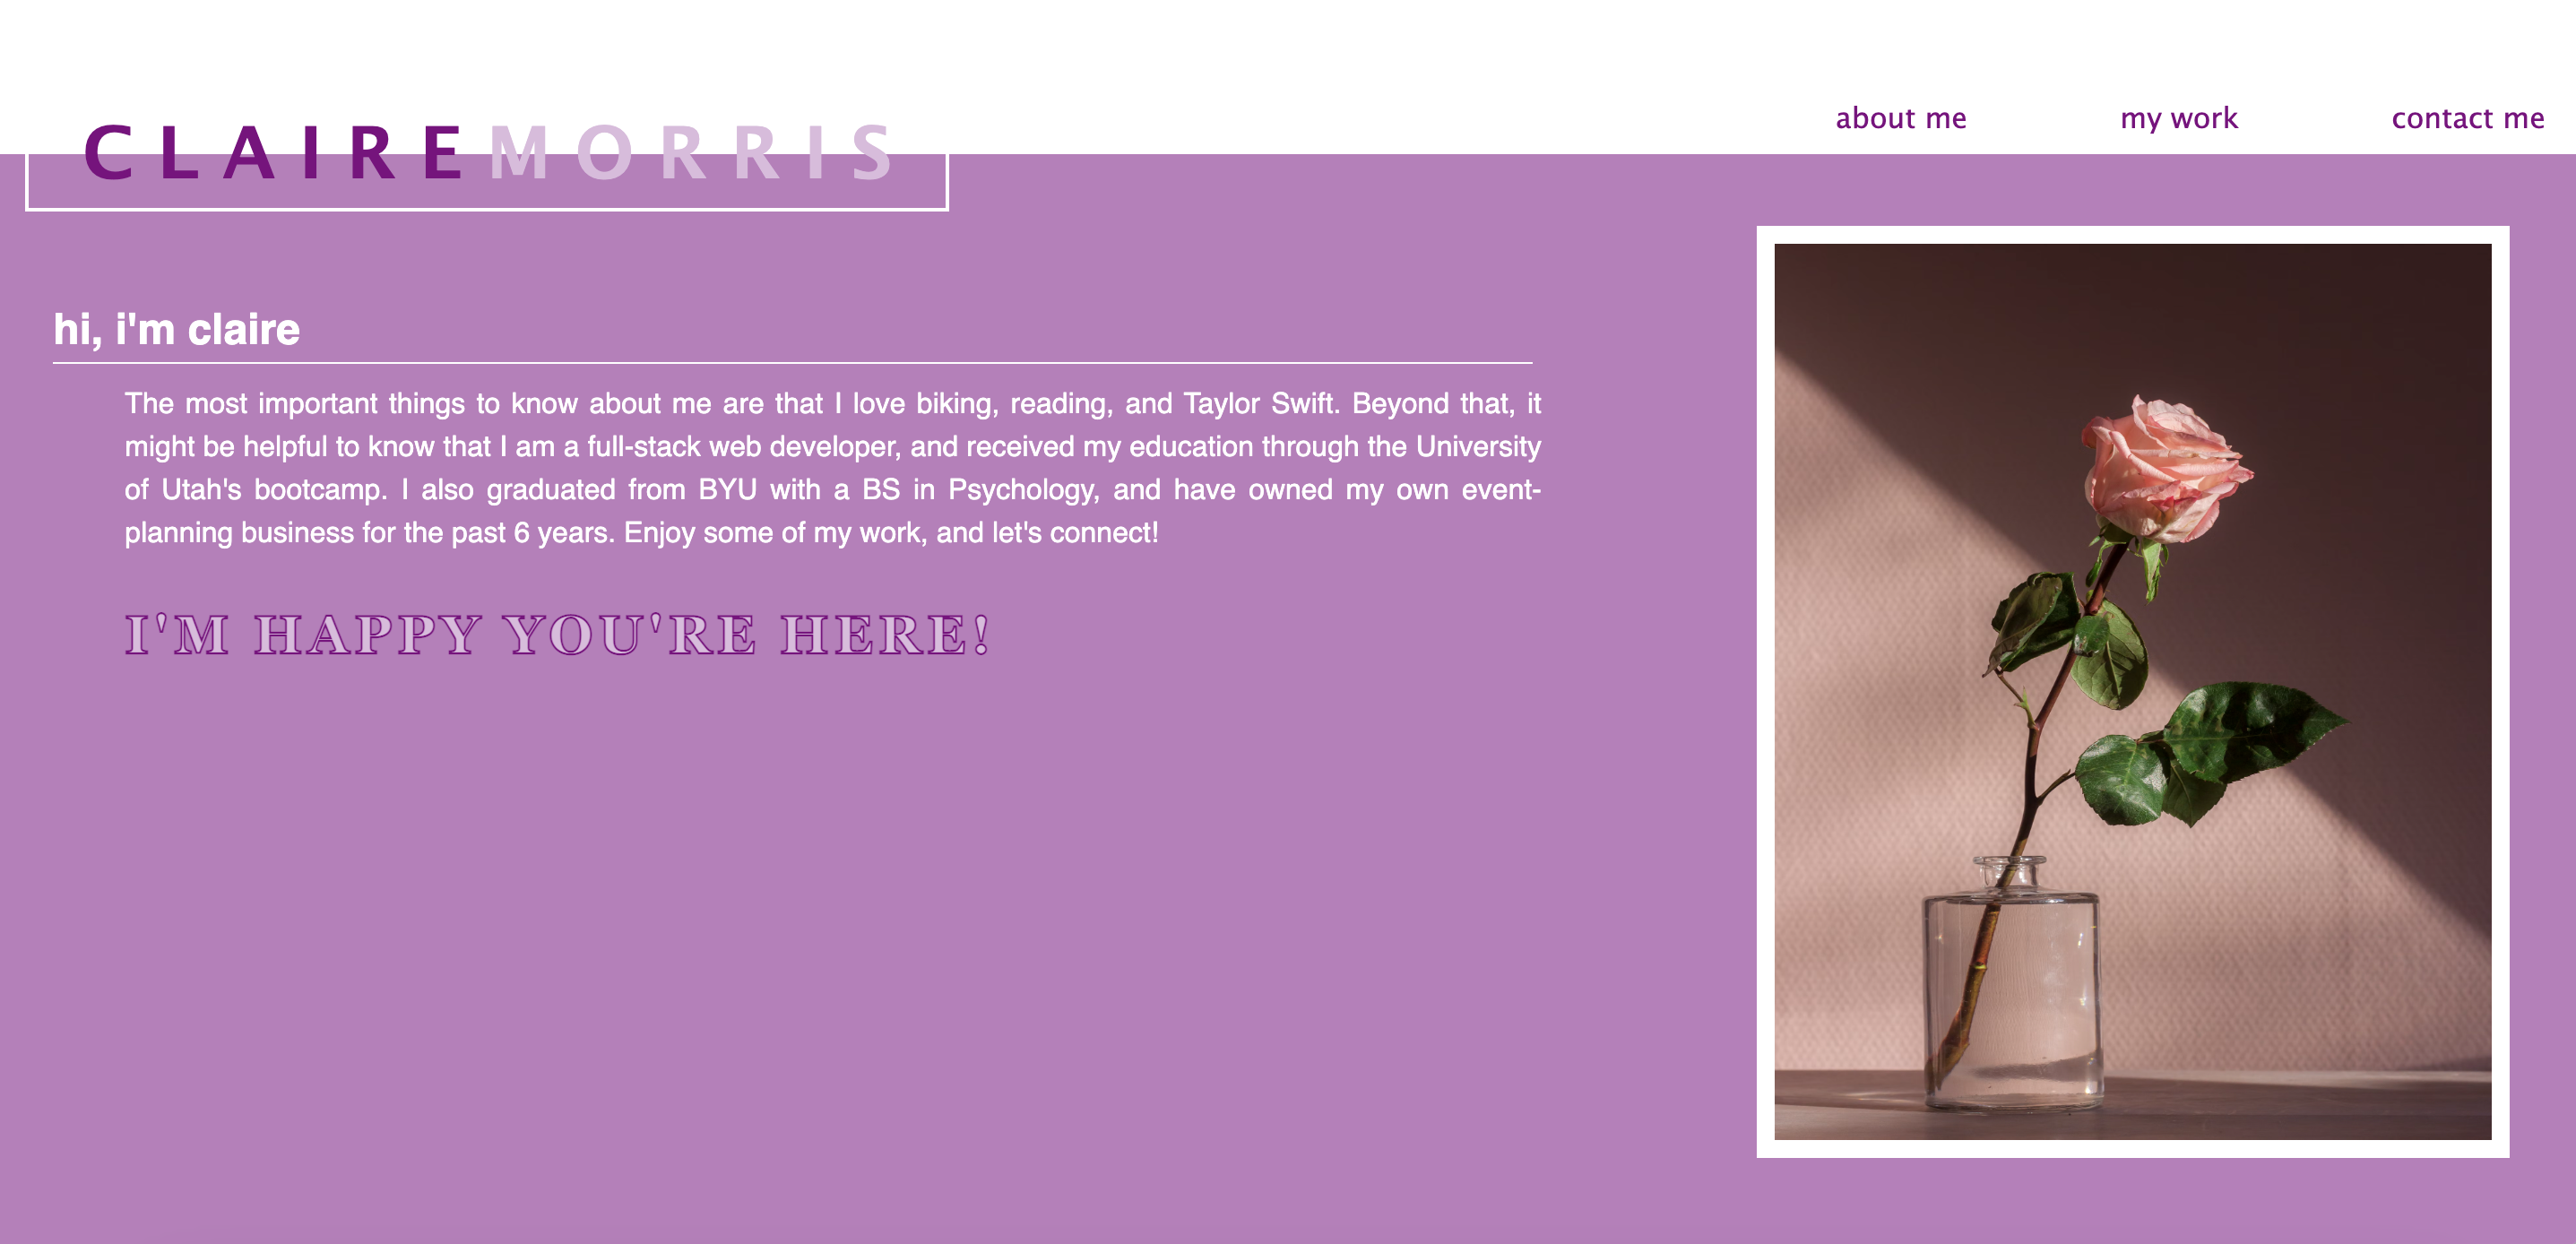 CLAIREMORRIS
about me my work contact me
hi, i'm claire
The most important things to know about me are that I love biking, reading, and Taylor Swift. Beyond that, it
might be helpful to know that I am a full-stack web developer, and received my education through the University
of Utah's bootcamp. I also graduated from BYU with a BS in Psychology, and have owned my own event-
planning business for the past 6 years. Enjoy some of my work, and let's connect!
I'M HAPPY YOU'RE HERE!